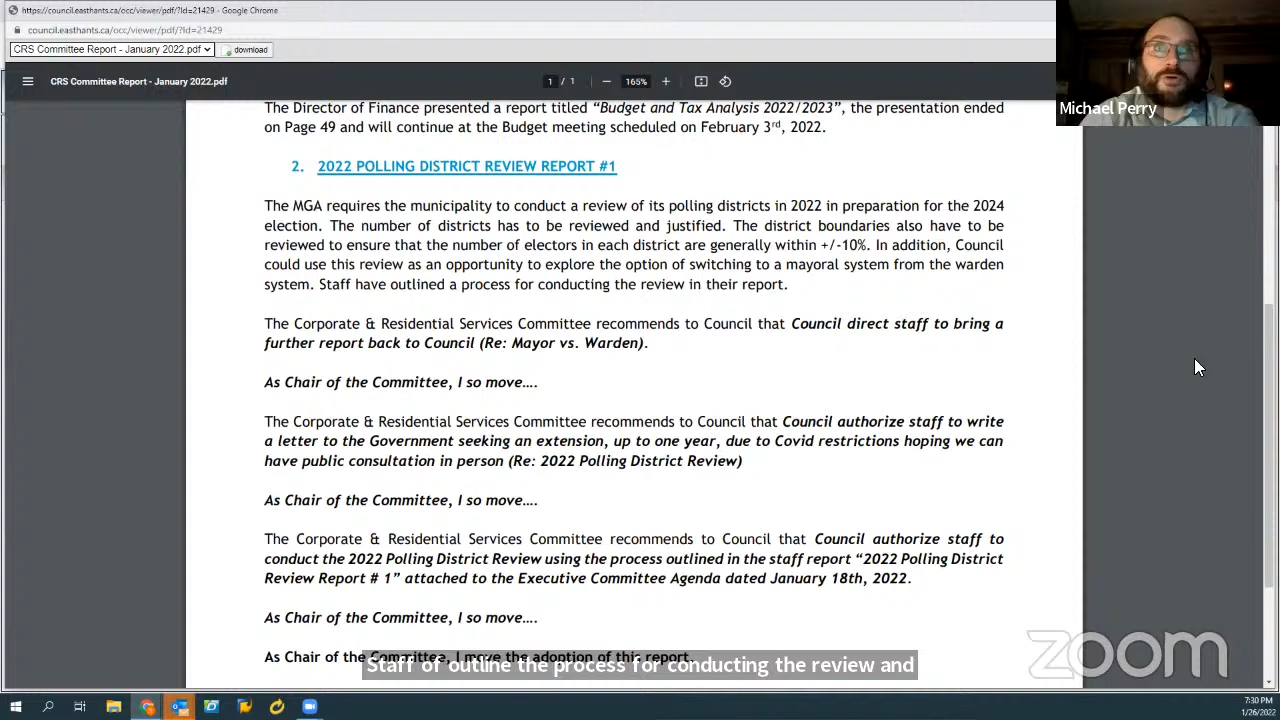 https://council.easthants.ca/occ/viewer/pdf/?Id=21429 - Google Chrome
council.easthants.ca/occ/viewer/pdf/?Id=21429
CRS Committee Report - January 2022.pdf download
CRS Committee Report - January 2022.pdf 1 / 1 165%
Michael Perry
The Director of Finance presented a report titled “Budget and Tax Analysis 2022/2023”, the presentation ended
on Page 49 and will continue at the Budget meeting scheduled on February 3rd, 2022.
2. 2022 POLLING DISTRICT REVIEW REPORT #1
The MGA requires the municipality to conduct a review of its polling districts in 2022 in preparation for the 2024
election. The number of districts has to be reviewed and justified. The district boundaries also have to be
reviewed to ensure that the number of electors in each district are generally within +/-10%. In addition, Council
could use this review as an opportunity to explore the option of switching to a mayoral system from the warden
system. Staff have outlined a process for conducting the review in their report.
The Corporate & Residential Services Committee recommends to Council that Council direct staff to bring a
further report back to Council (Re: Mayor vs. Warden).
As Chair of the Committee, I so move….
The Corporate & Residential Services Committee recommends to Council that Council authorize staff to write
a letter to the Government seeking an extension, up to one year, due to Covid restrictions hoping we can
have public consultation in person (Re: 2022 Polling District Review)
As Chair of the Committee, I so move….
The Corporate & Residential Services Committee recommends to Council that Council authorize staff to
conduct the 2022 Polling District Review using the process outlined in the staff report “2022 Polling District
Review Report # 1” attached to the Executive Committee Agenda dated January 18th, 2022.
As Chair of the Committee, I so move….
As Chair of the Committee, I move the adoption of this report.
Staff of outline the process for conducting the review and
zoom
7:30 PM
1/26/2022